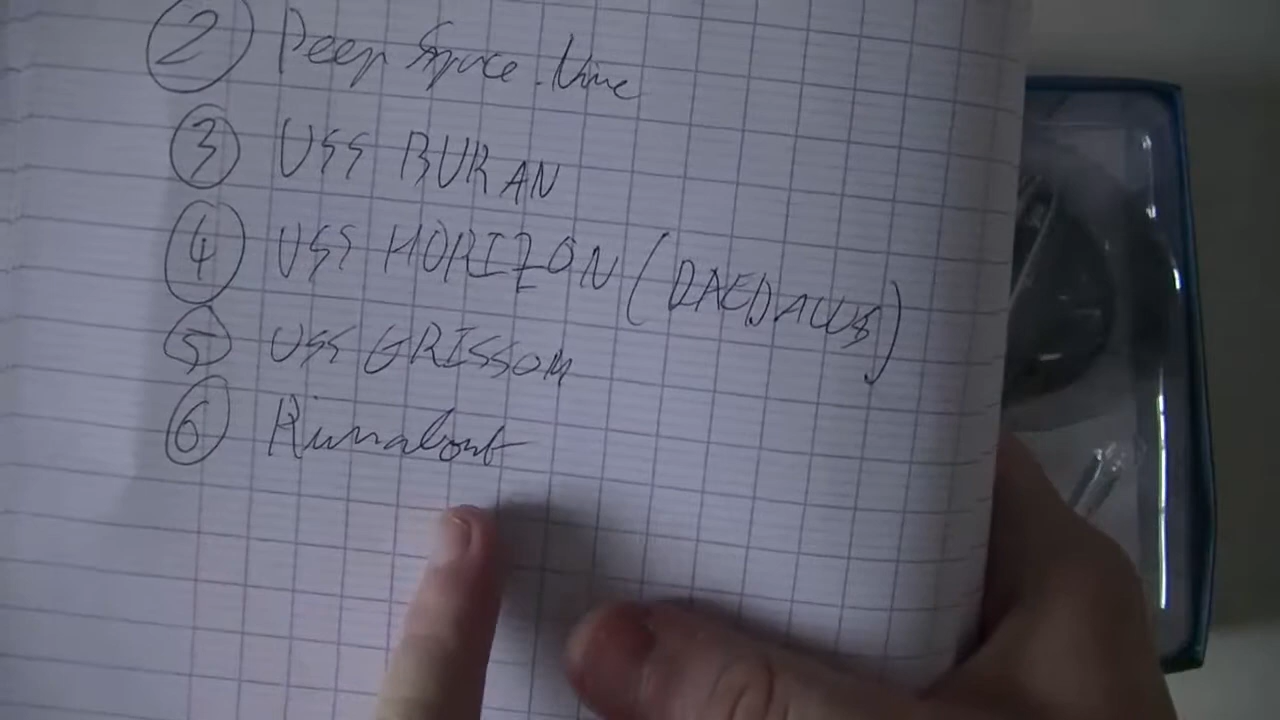 2 Deep Space Nine
3 USS BURAN
4 USS HORIZON (DAEDALUS)
5 USS GRISSOM
6 Runabout